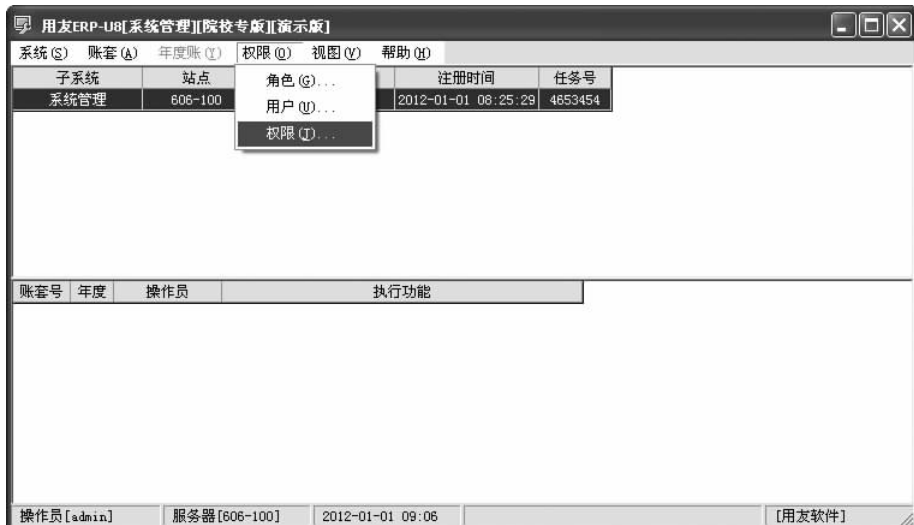 用友ERP-U8[系统管理][院校专版][演示版]
系统(S) 账套(A) 年度账(Y) 权限(O) 视图(V) 帮助(H)
子系统 站点 注册时间 任务号
系统管理 606-100 2012-01-01 08:25:29 4653454
角色(G)...
用户(U)...
权限(T)...
账套号 年度 操作员 执行功能
操作员[admin] 服务器[606-100] 2012-01-01 09:06 [用友软件]